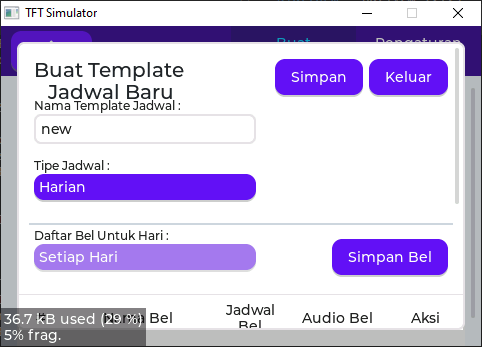 TFT Simulator
Buat
Pengaturan
Buat Template
Jadwal Baru
Simpan
Keluar
Nama Template Jadwal :
new
Tipe Jadwal :
Harian
Daftar Bel Untuk Hari :
Setiap Hari
Simpan Bel
Bel
Jadwal
Bel
Audio Bel
Aksi
36.7 kB used (29 %)
5% frag.